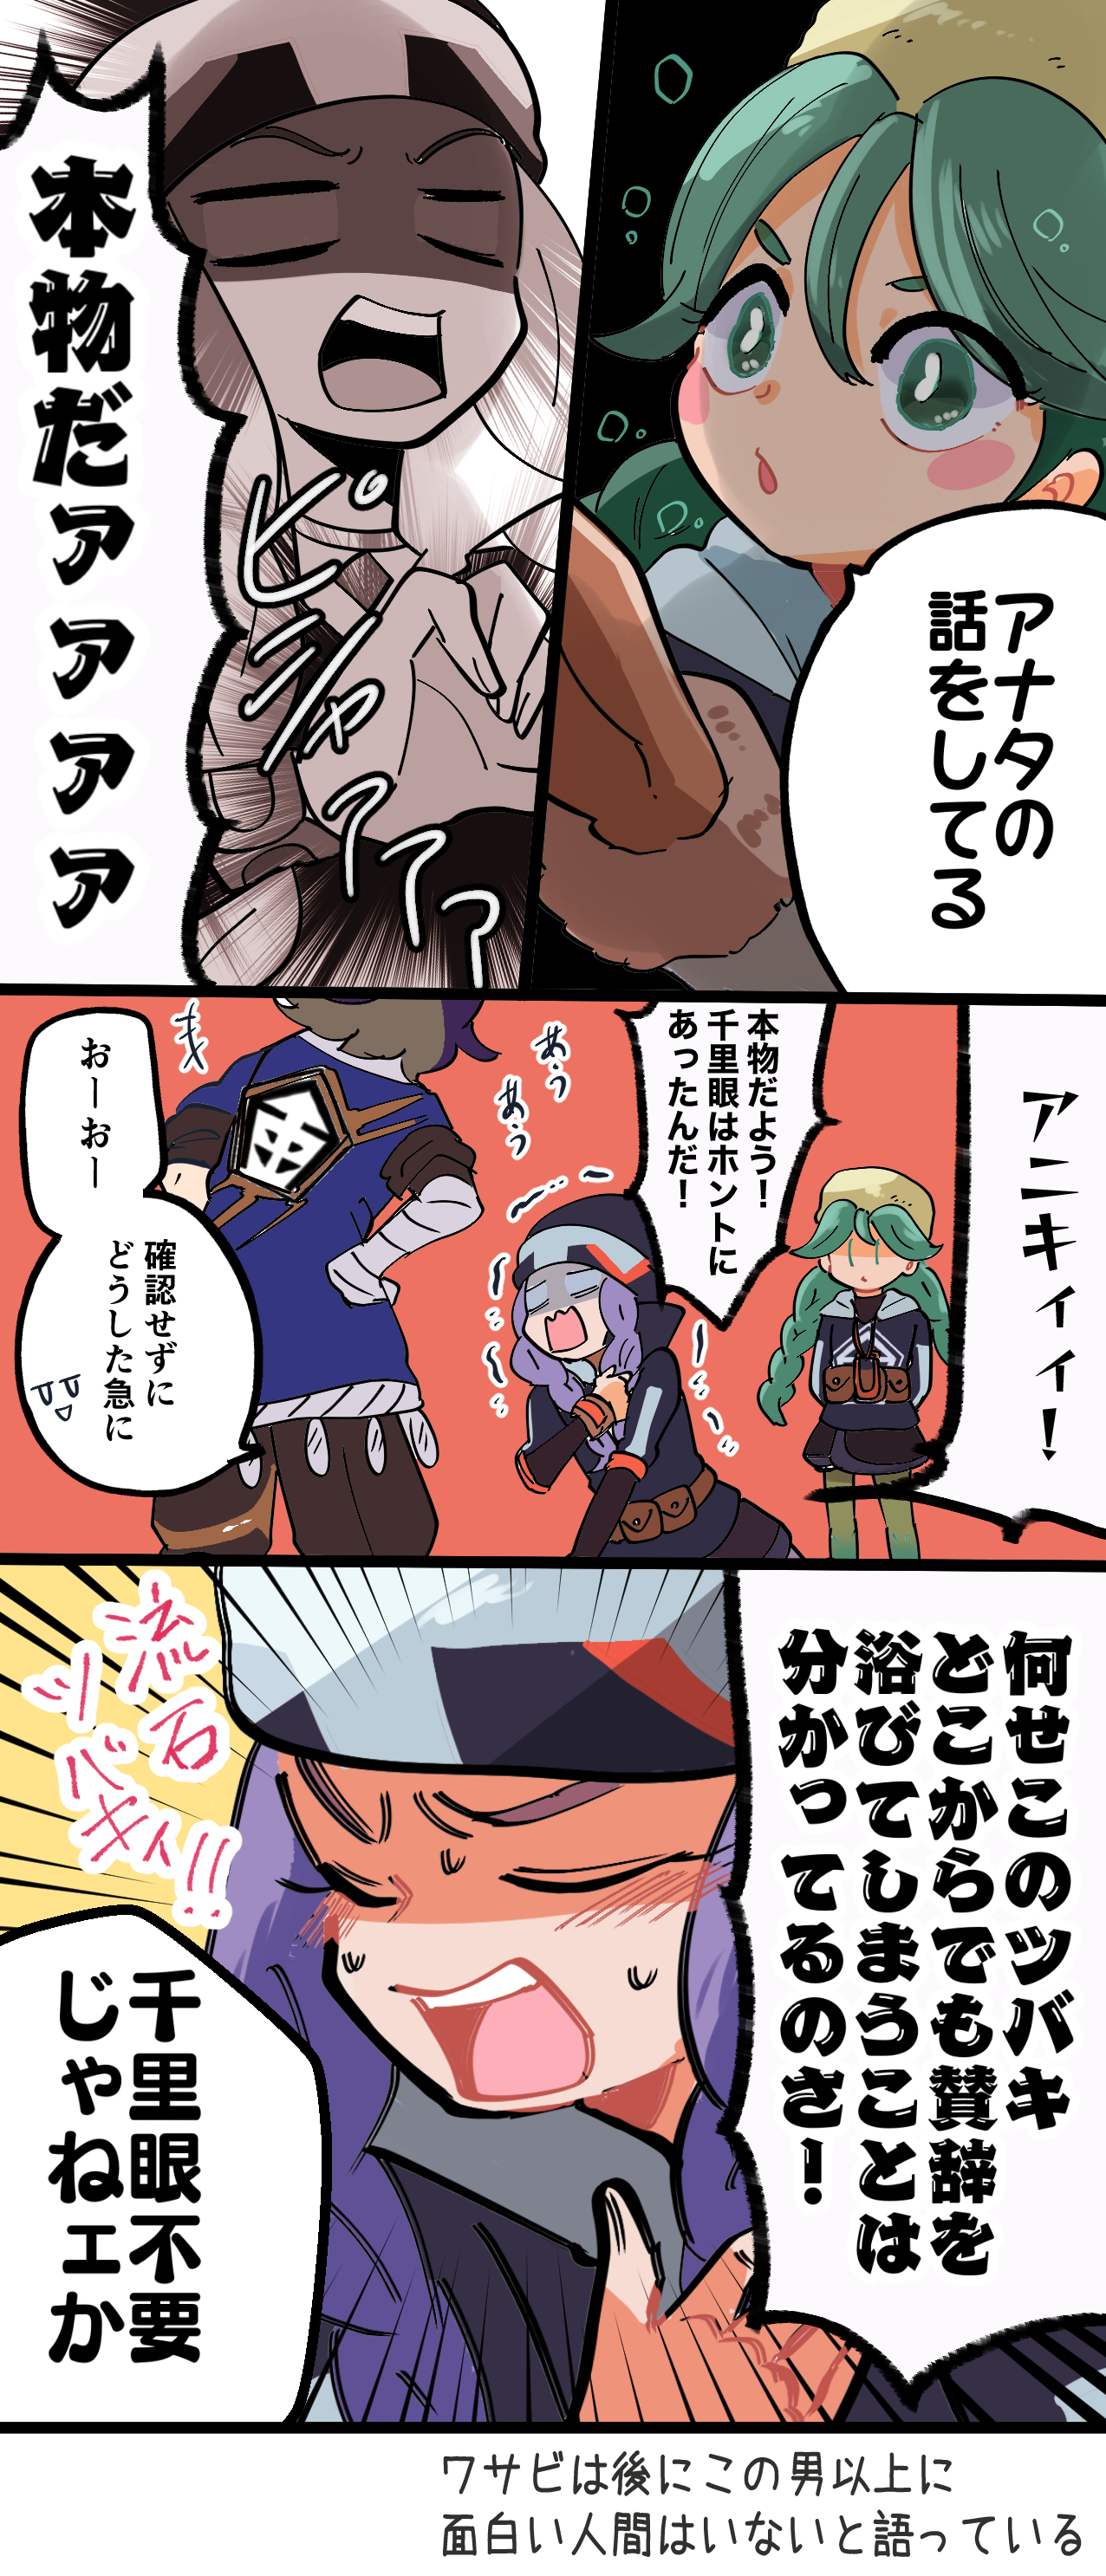 アナタの
話をしてる
本物だァァァァ
ピシャァァァ？
アニキィィィ！
本物だよう！
千里眼はホントに
あったんだ！
あぅ
あぅ
おーおー
確認せずに
どうした急に
何せこのツバキ
どこからでも賛辞を
浴びてしまうことは
分かってるのさ！
流石
ツバキィ!!
千里眼不要
じゃねェか
ワサビは後にこの男以上に
面白い人間はいないと語っている